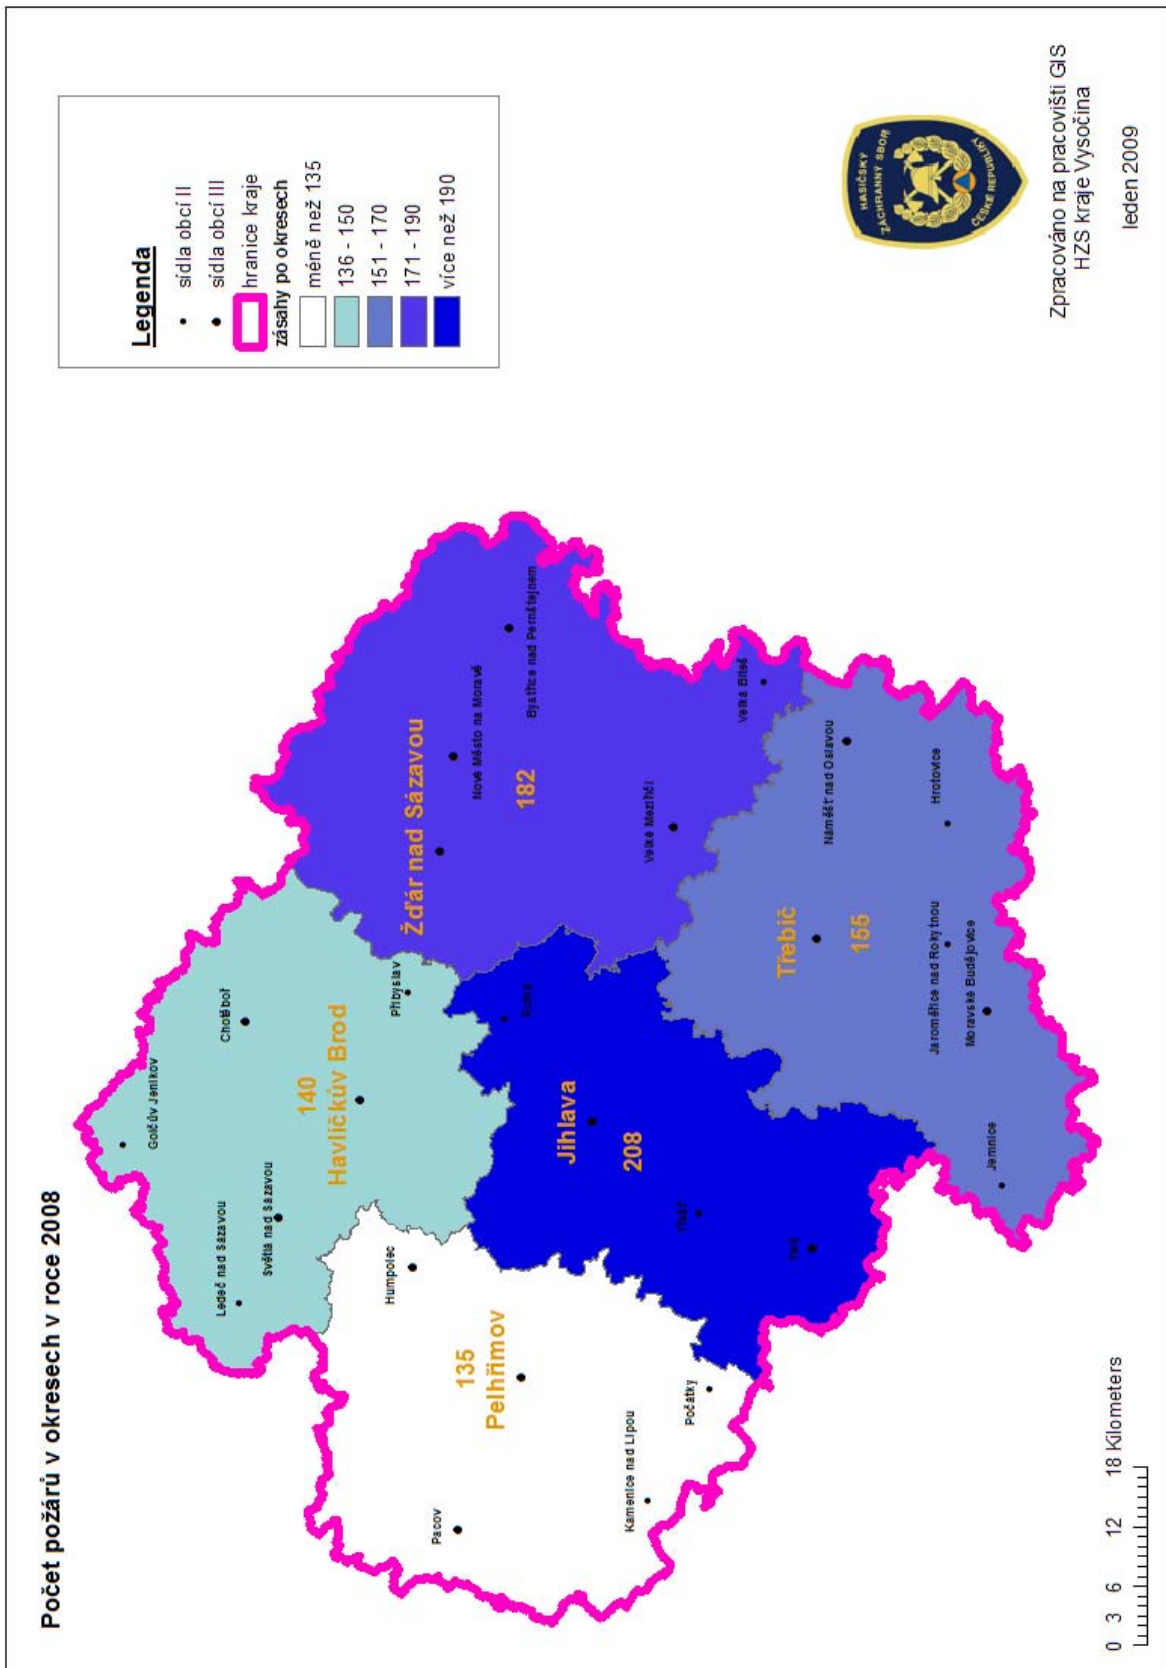 Počet požárů v okresech v roce 2008
Legenda
sídla obcí II
sídla obcí III
hranice kraje
zásahy po okresech
méně než 135
136 - 150
151 - 170
171 - 190
více než 190
Golčův Jeníkov
Chotěboř
Ledeč nad Sázavou
Světlá nad Sázavou
140
Havlíčkův Brod
Přibyslav
Humpolec
135
Pelhřimov
Pacov
Kamenice nad Lipou
Počátky
Žďár nad Sázavou
Nové Město na Moravě
182
Bystřice nad Pernštejnem
Velké Meziříčí
Velká Bíteš
Polná
Jihlava
208
Třešť
Telč
Třebíč
155
Náměšť nad Oslavou
Hrotovice
Jaroměřice nad Rokytnou
Moravské Budějovice
Jemnice
HASIČSKÝ
ZÁCHRANNÝ SBOR
ČESKÉ REPUBLIKY
Zpracováno na pracovišti GIS
HZS kraje Vysočina
leden 2009
0 3 6 12 18 Kilometers